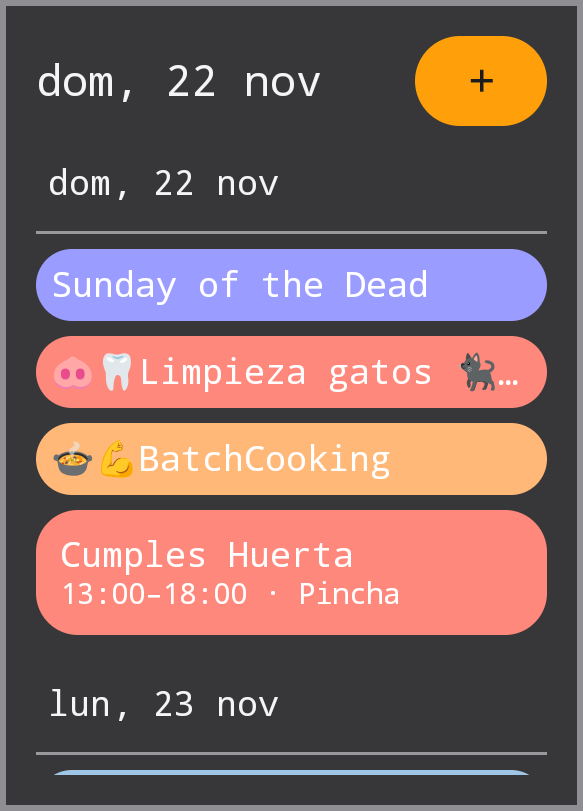 dom, 22 nov
+
dom, 22 nov
Sunday of the Dead
🐽🦷Limpieza gatos 🐈‍⬛…
🍲💪BatchCooking
Cumples Huerta
13:00–18:00 · Pincha
lun, 23 nov